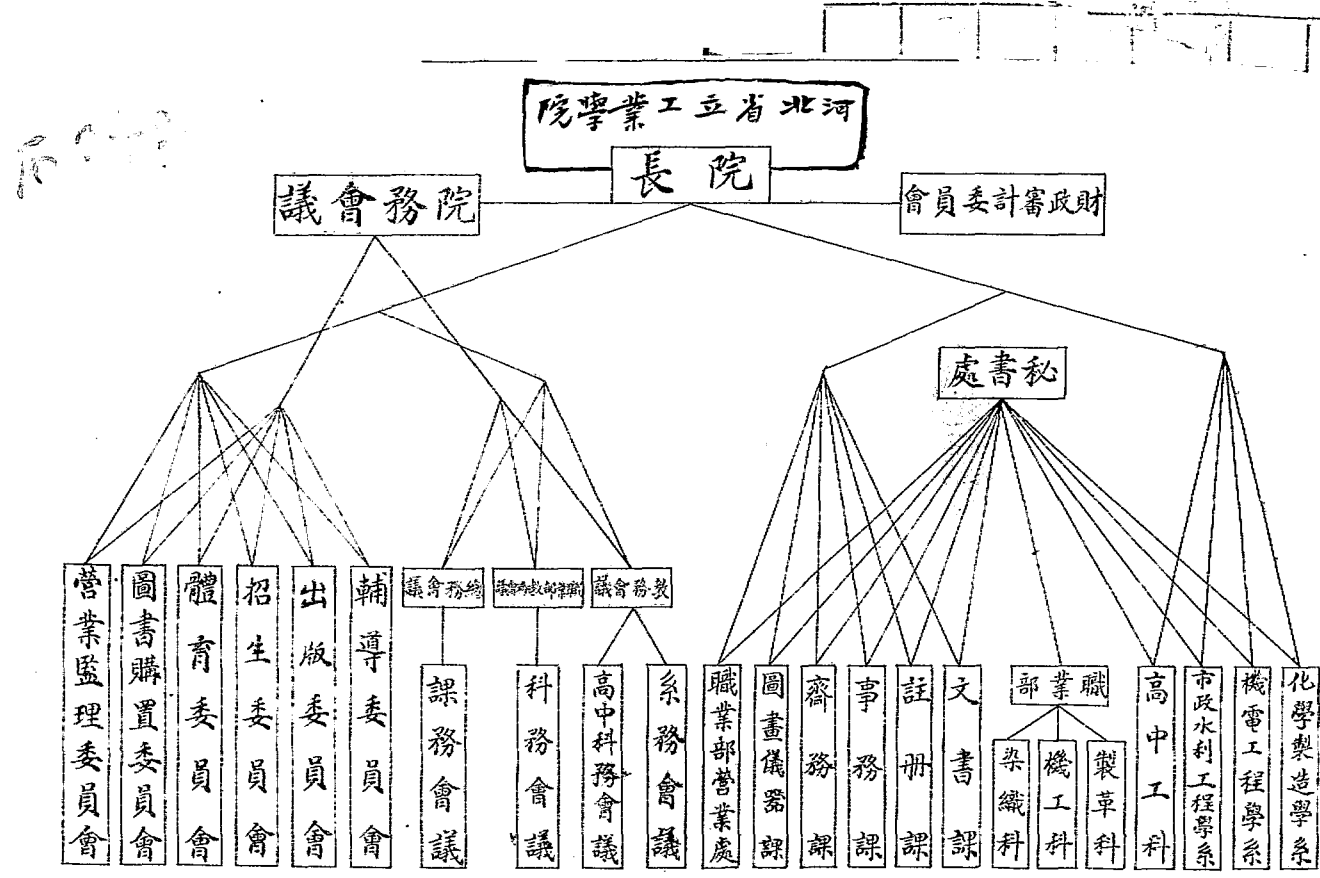 河北省立工業學院
院長
財政審計委員會
院務會議
秘書處
化學製造學系
機電工程學系
市政水利工程學系
高中工科
職業部
製革科
機工科
染織科
文書課
註冊課
事務課
齋務課
圖畫儀器課
職業部營業處
教務會議
職業部教務會議
總務會議
系務會議
高中科務會議
科務會議
課務會議
輔導委員會
出版委員會
招生委員會
體育委員會
圖書購置委員會
營業監理委員會